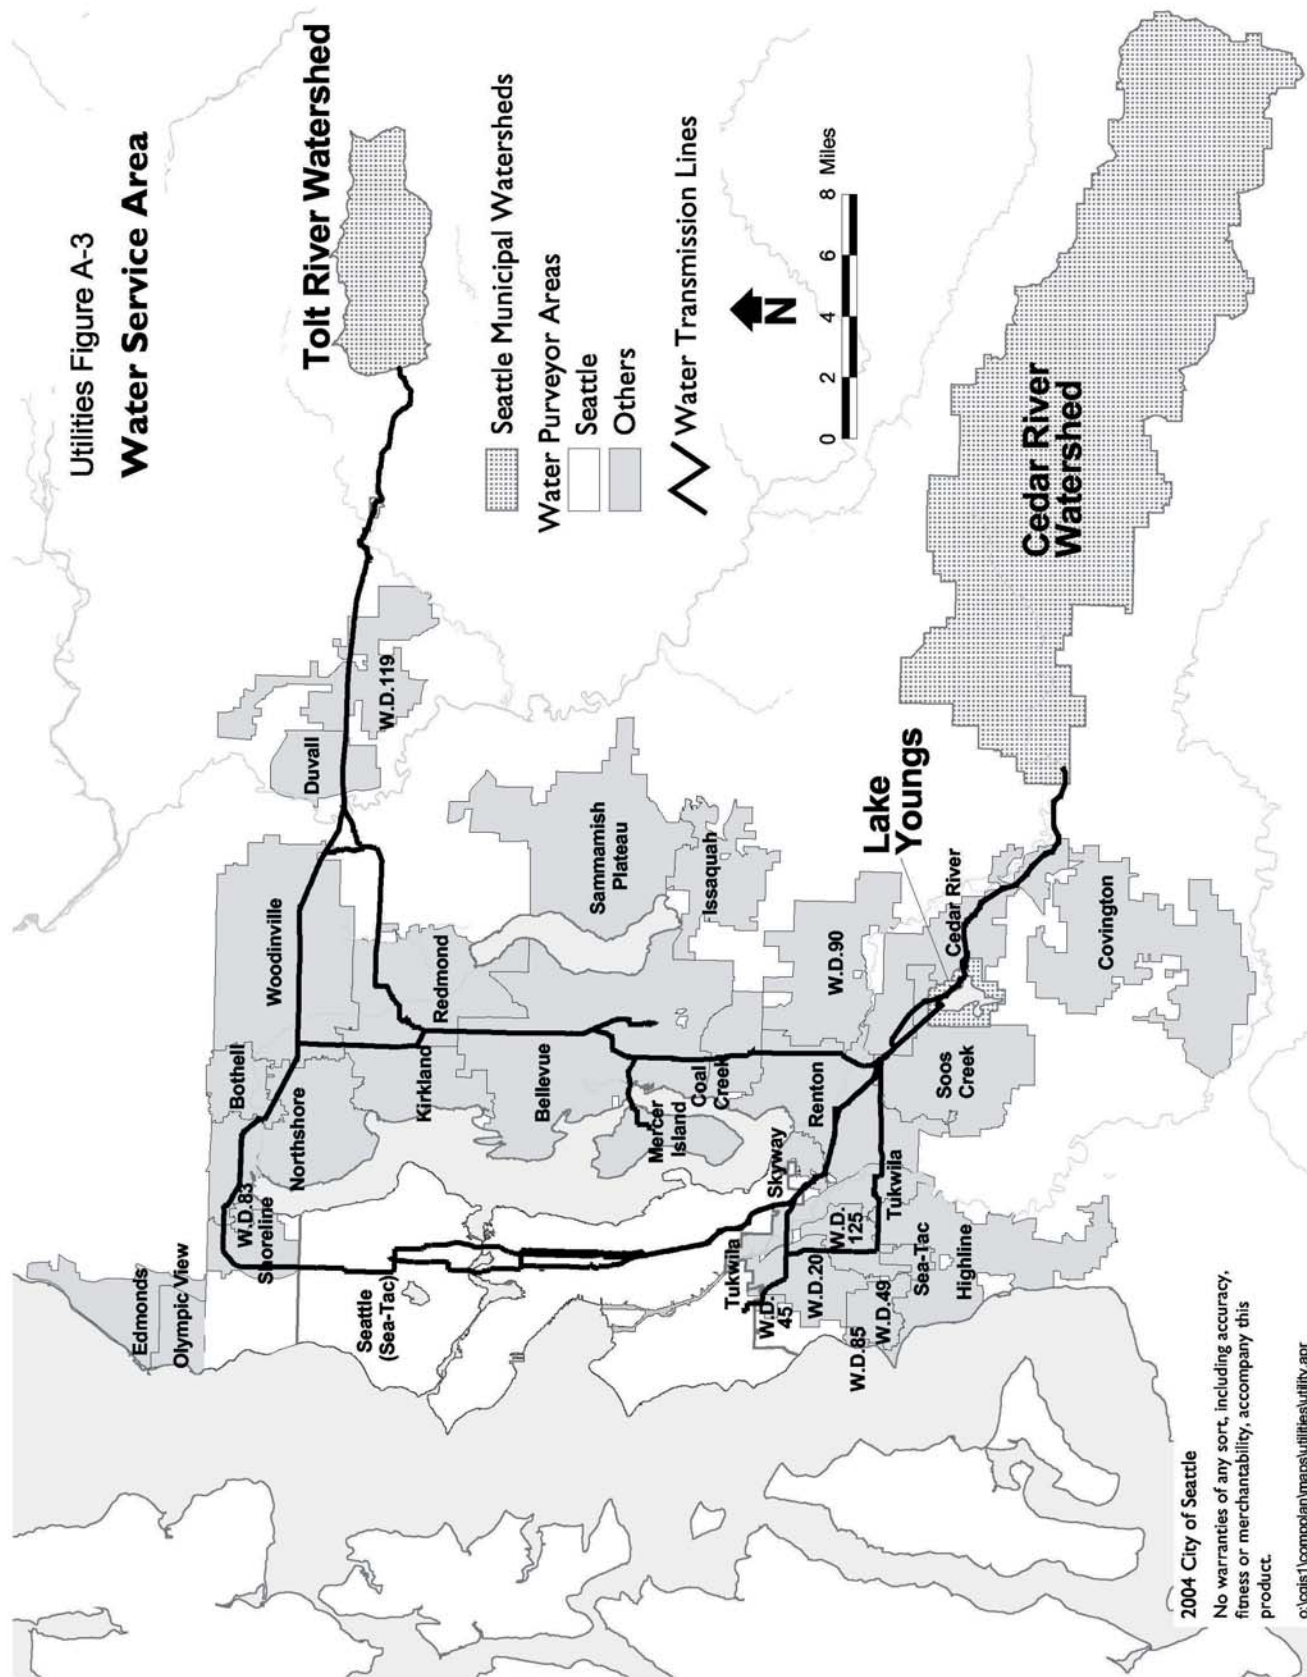 Utilities Figure A-3
Water Service Area
Tolt River Watershed
Seattle Municipal Watersheds
Water Purveyor Areas
Seattle
Others
Water Transmission Lines
N
0 2 4 6 8 Miles
Cedar River
Watershed
Lake
Youngs
Edmonds
Olympic View
W.D.83
Shoreline
Bothell
Northshore
Woodinville
Duvall
W.D.119
Seattle
(Sea-Tac)
Kirkland
Redmond
Bellevue
Sammamish
Plateau
Mercer
Island
Coal
Creek
Issaquah
Skyway
Renton
W.D.90
Tukwila
W.D.
45
W.D.20
W.D.
125
Tukwila
W.D.85
W.D.49
Sea-Tac
Highline
Soos
Creek
Cedar River
Covington
2004 City of Seattle
No warranties of any sort, including accuracy,
fitness or merchantability, accompany this
product.